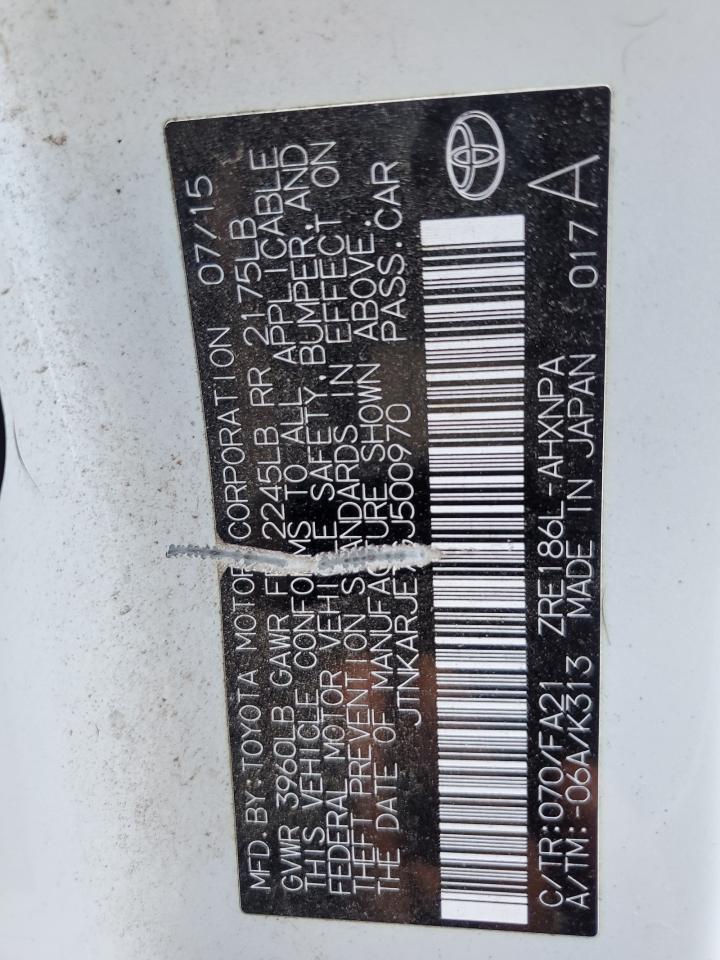 MFD. BY: TOYOTA MOTOR CORPORATION 07/15
GVWR 3960LB GAWR FR 2245LB RR 2175LB
THIS VEHICLE CONFORMS TO ALL APPLICABLE
FEDERAL MOTOR VEHICLE SAFETY, BUMPER, AND
THEFT PREVENTION STANDARDS IN EFFECT ON
THE DATE OF MANUFACTURE SHOWN ABOVE.
PASS. CAR
C/TR: 070/FA21 ZRE186L-AHXNPA 017
A/TM: -06A/K313 MADE IN JAPAN A